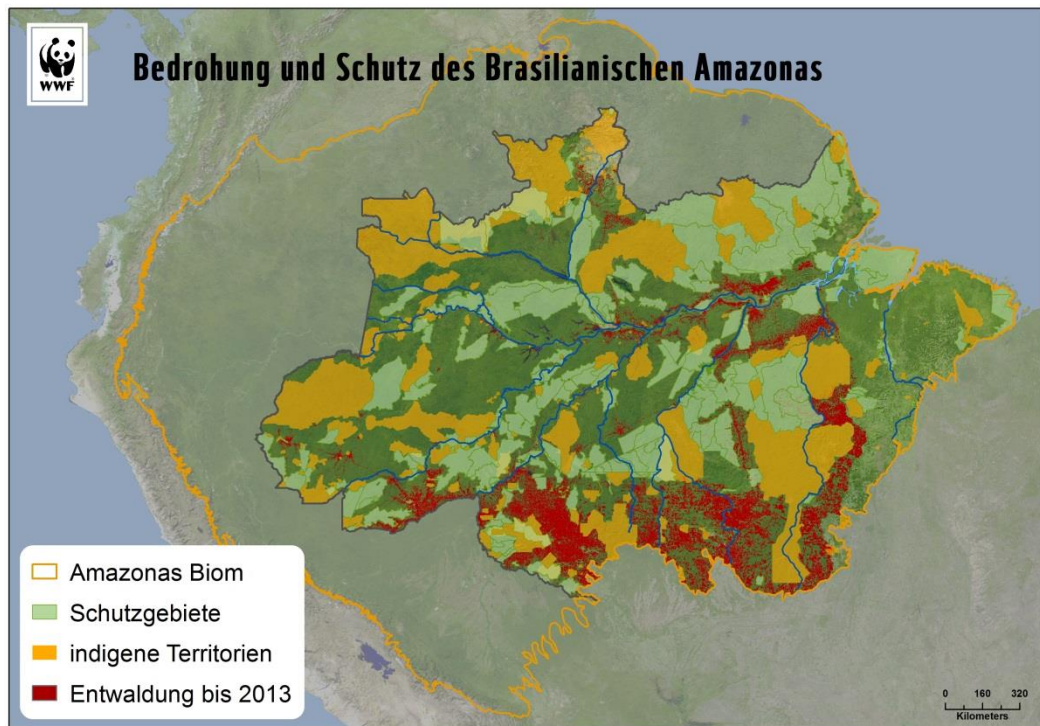 WWF
Bedrohung und Schutz des Brasilianischen Amazonas
Amazonas Biom
Schutzgebiete
indigene Territorien
Entwaldung bis 2013
0 160 320
Kilometers